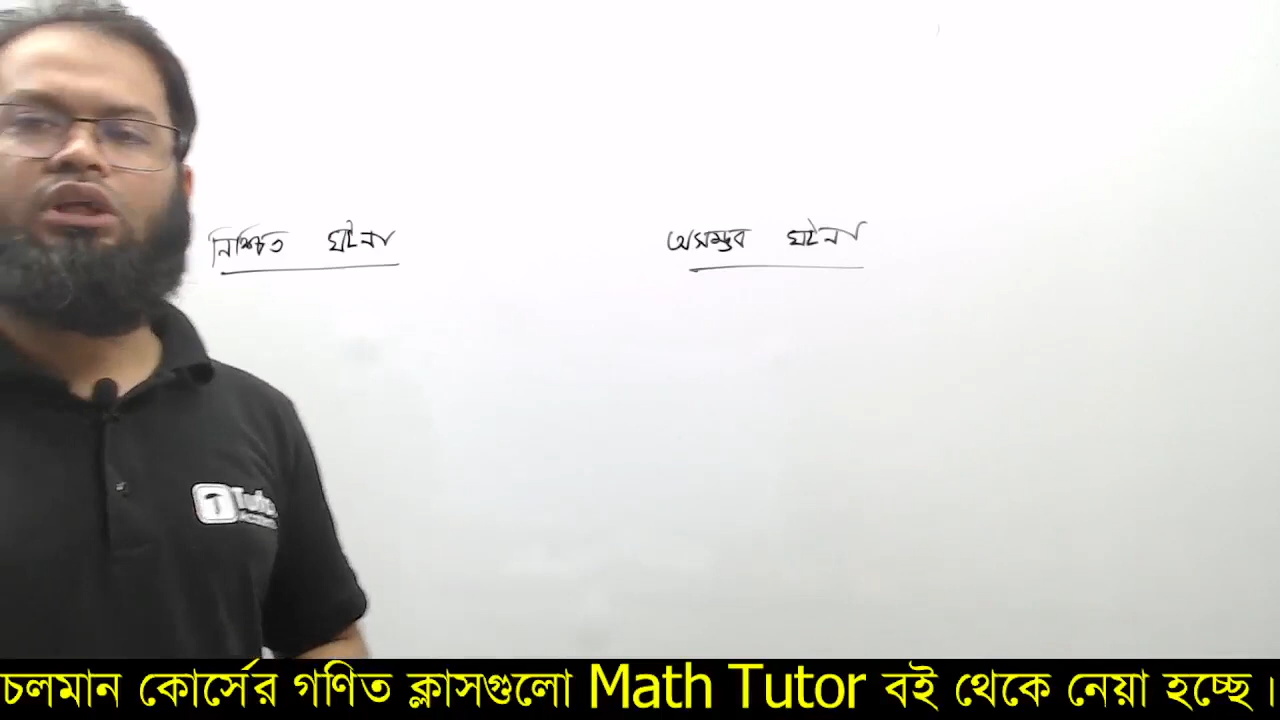 নিশ্চিত ঘটনা
অসম্ভব ঘটনা
চলমান কোর্সের গণিত ক্লাসগুলো Math Tutor বই থেকে নেয়া হচ্ছে।